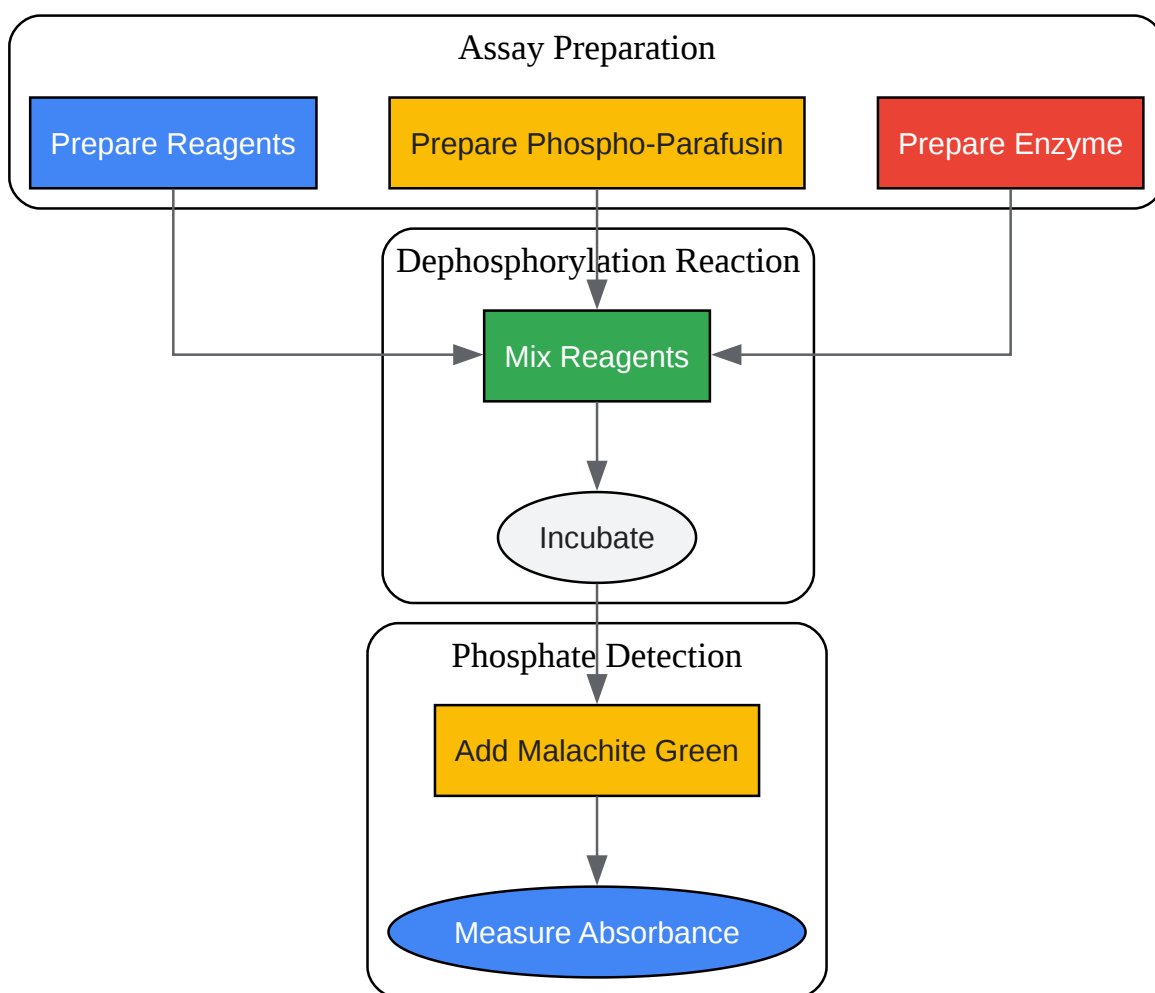 Assay Preparation
Prepare Reagents
Prepare Phospho-Parafusin
Prepare Enzyme
Dephosphorylation Reaction
Mix Reagents
Incubate
Phosphate Detection
Add Malachite Green
Measure Absorbance